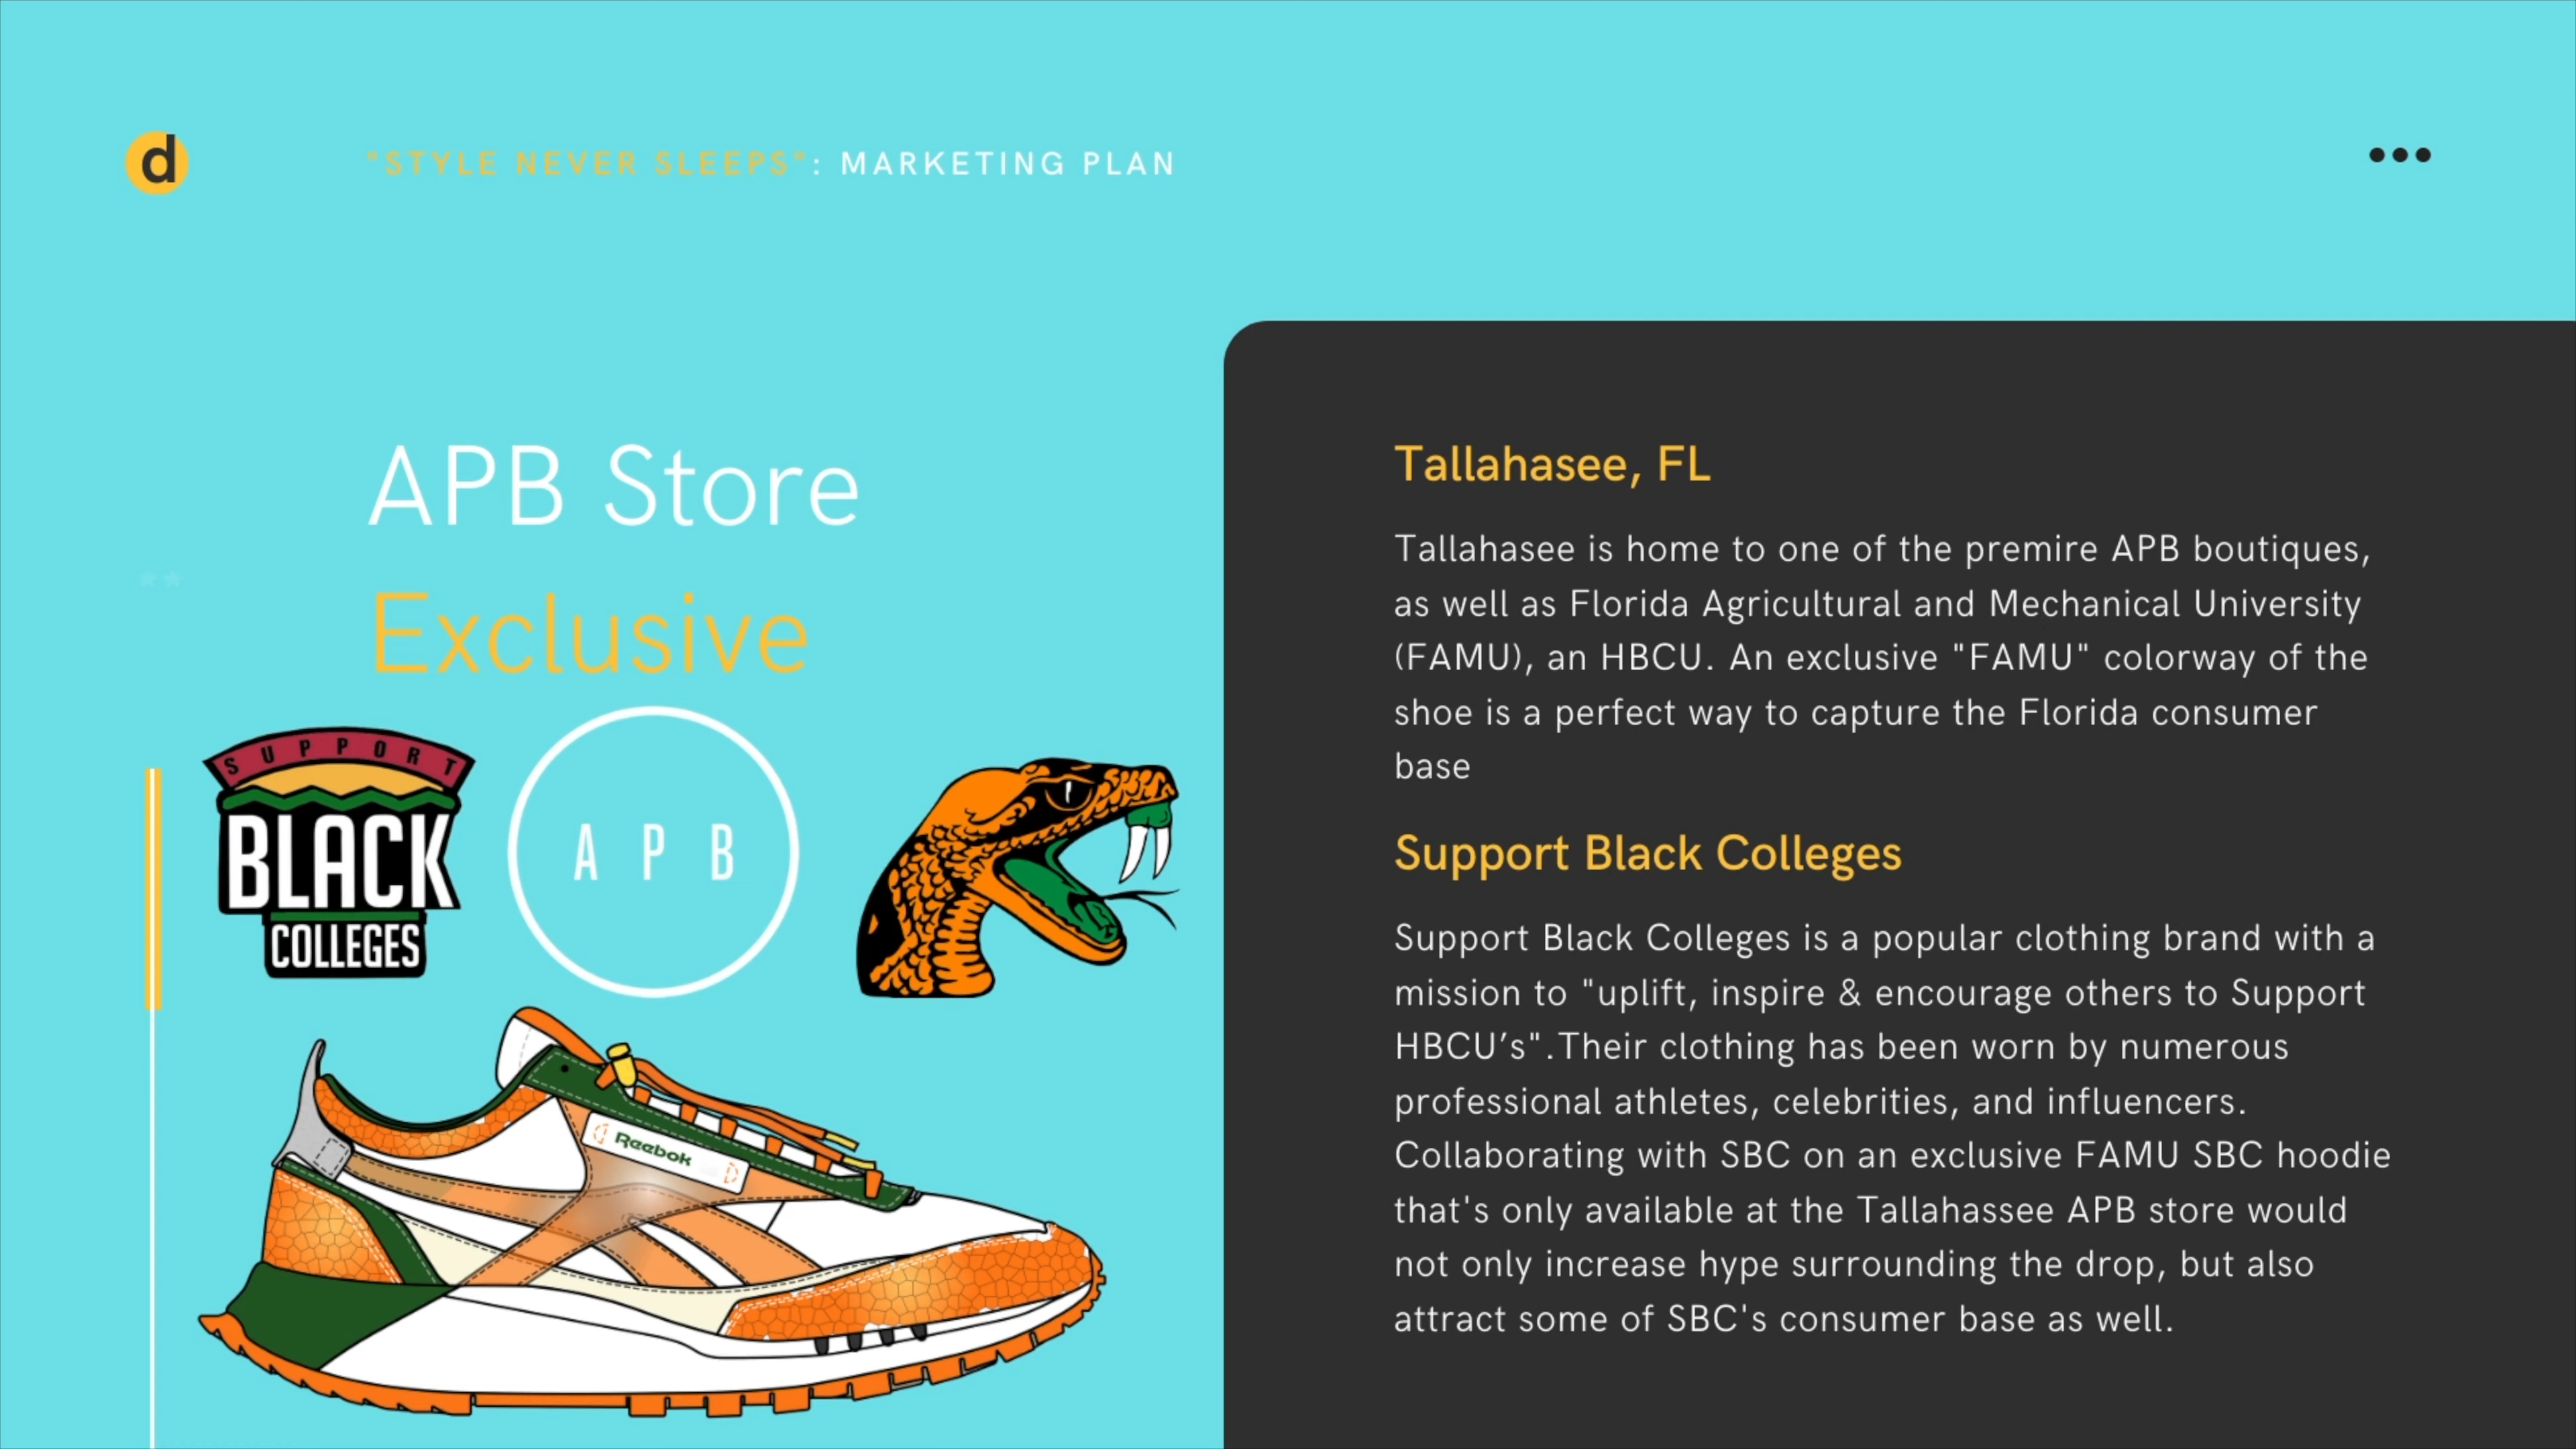 d
"STYLE NEVER SLEEPS": MARKETING PLAN
APB Store
Exclusive
SUPPORT
BLACK
COLLEGES
APB
Reebok
Tallahasee, FL
Tallahasee is home to one of the premire APB boutiques,
as well as Florida Agricultural and Mechanical University
(FAMU), an HBCU. An exclusive "FAMU" colorway of the
shoe is a perfect way to capture the Florida consumer
base
Support Black Colleges
Support Black Colleges is a popular clothing brand with a
mission to "uplift, inspire & encourage others to Support
HBCU’s".Their clothing has been worn by numerous
professional athletes, celebrities, and influencers.
Collaborating with SBC on an exclusive FAMU SBC hoodie
that's only available at the Tallahassee APB store would
not only increase hype surrounding the drop, but also
attract some of SBC's consumer base as well.